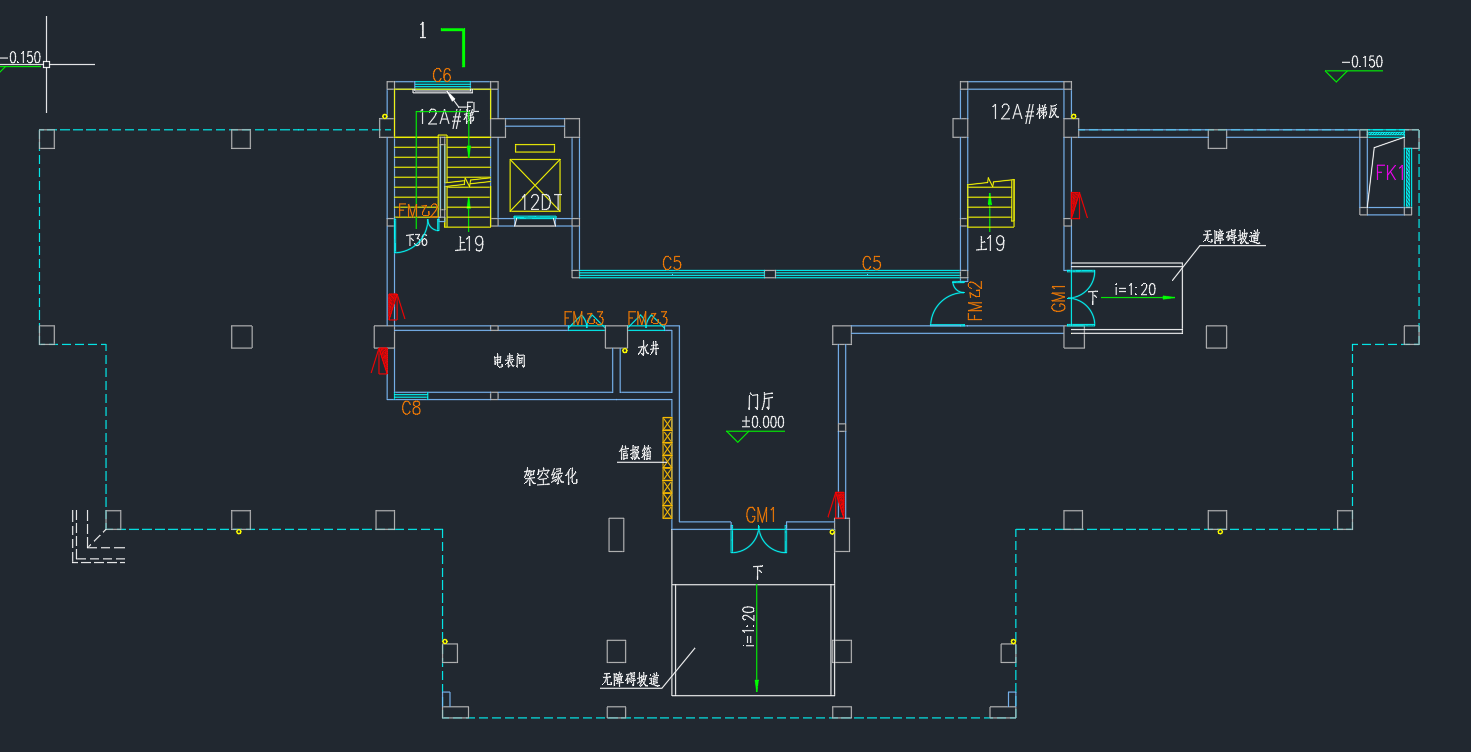 1
-0.150
-0.150
C6
12A#梯
12A#梯反
FK1
12DT
FM乙2
下36
上19
上19
无障碍坡道
C5
C5
下
i=1:20
GM1
FM乙2
FM乙3
FM乙3
水井
电表间
C8
门厅
±0.000
信报箱
架空绿化
GM1
下
i=1:20
无障碍坡道